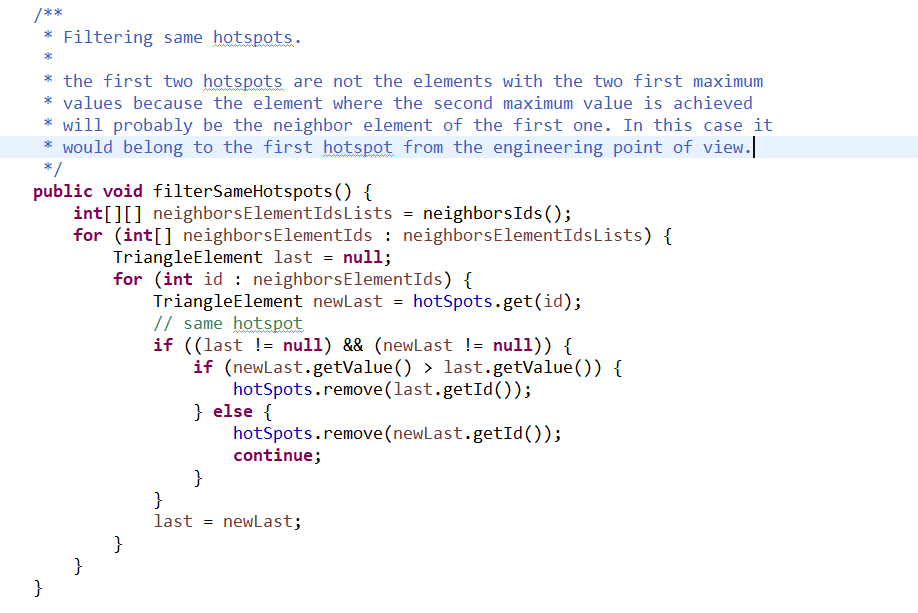 /**
 * Filtering same hotspots.
 *
 * the first two hotspots are not the elements with the two first maximum
 * values because the element where the second maximum value is achieved
 * will probably be the neighbor element of the first one. In this case it
 * would belong to the first hotspot from the engineering point of view.
 */
public void filterSameHotspots() {
    int[][] neighborsElementIdsLists = neighborsIds();
    for (int[] neighborsElementIds : neighborsElementIdsLists) {
        TriangleElement last = null;
        for (int id : neighborsElementIds) {
            TriangleElement newLast = hotSpots.get(id);
            // same hotspot
            if ((last != null) && (newLast != null)) {
                if (newLast.getValue() > last.getValue()) {
                    hotSpots.remove(last.getId());
                } else {
                    hotSpots.remove(newLast.getId());
                    continue;
                }
            }
            last = newLast;
        }
    }
}